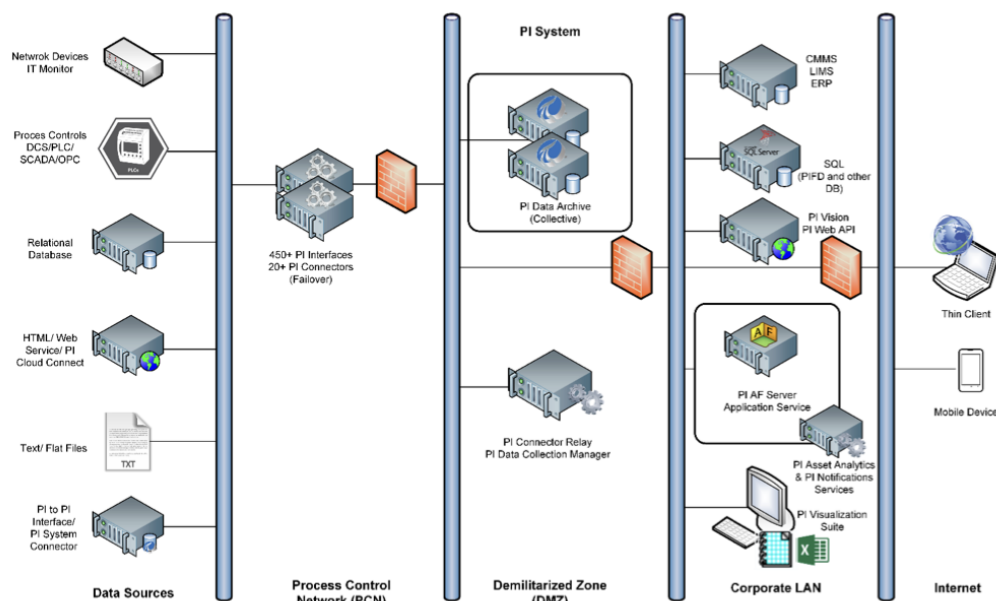 PI System
Netwrok Devices
IT Monitor
Proces Controls
DCS/PLC/
SCADA/OPC
PLCs
Relational
Database
HTML/ Web
Service/ PI
Cloud Connect
Text/ Flat Files
TXT
PI to PI
Interface/
PI System
Connector
Data Sources
450+ PI Interfaces
20+ PI Connectors
(Failover)
Process Control
Network (PCN)
PI Data Archive
(Collective)
PI Connector Relay
PI Data Collection Manager
Demilitarized Zone
(DMZ)
CMMS
LIMS
ERP
SQL Server
SQL
(PIFD and other
DB)
PI Vision
PI Web API
A F
PI AF Server
Application Service
PI Asset Analytics
& PI Notifications
Services
PI Visualization
Suite
X
Corporate LAN
Thin Client
Mobile Device
Internet